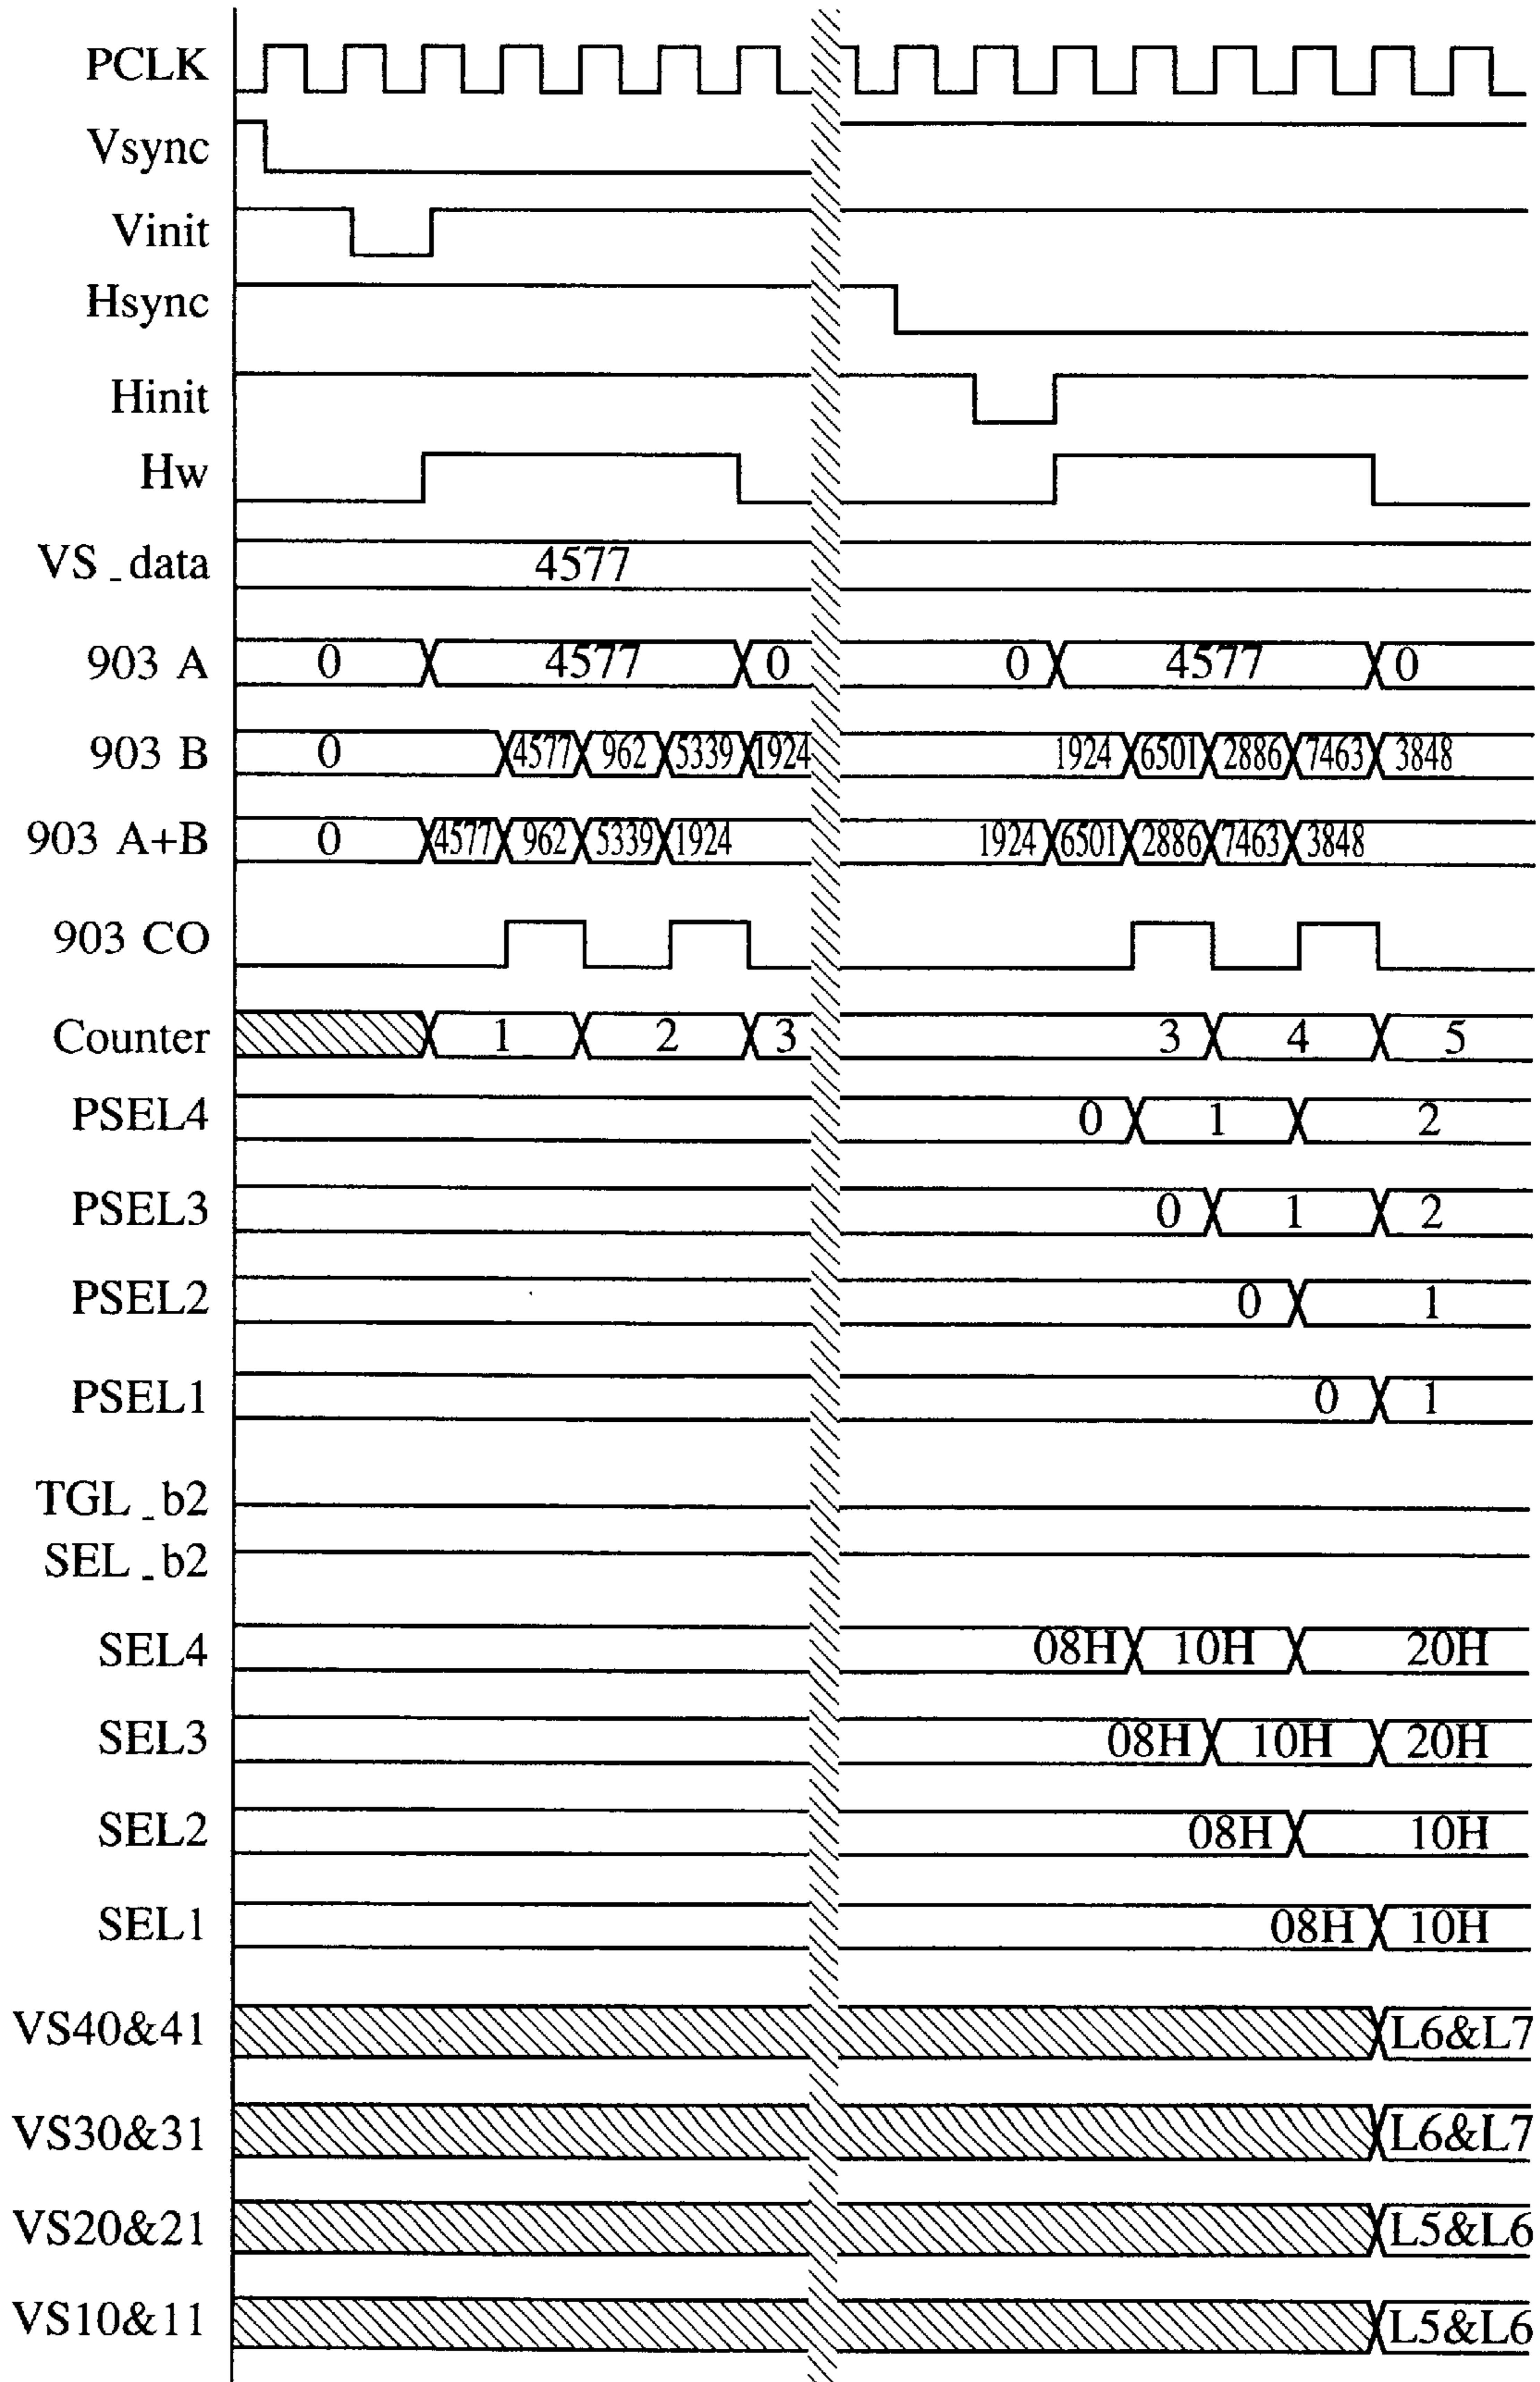 PCLK
Vsync
Vinit
Hsync
Hinit
Hw
VS_data 4577
903 A 0 4577 0 0 4577 0
903 B 0 4577 962 5339 1924 1924 6501 2886 7463 3848
903 A+B 0 4577 962 5339 1924 1924 6501 2886 7463 3848
903 CO
Counter 1 2 3 3 4 5
PSEL4 0 1 2
PSEL3 0 1 2
PSEL2 0 1
PSEL1 0 1
TGL_b2
SEL_b2
SEL4 08H 10H 20H
SEL3 08H 10H 20H
SEL2 08H 10H
SEL1 08H 10H
VS40&41 L6&L7
VS30&31 L6&L7
VS20&21 L5&L6
VS10&11 L5&L6